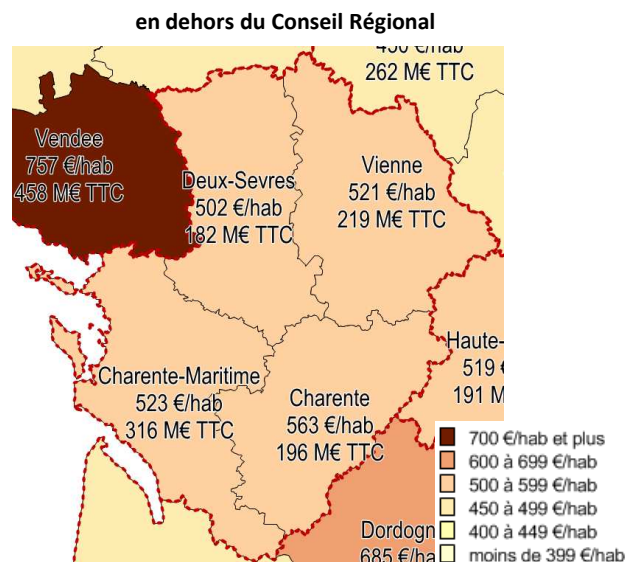 en dehors du Conseil Régional
262 M€ TTC
Vendee
757 €/hab
458 M€ TTC
Deux-Sevres
502 €/hab
182 M€ TTC
Vienne
521 €/hab
219 M€ TTC
Haute-
519
191 M
Charente-Maritime
523 €/hab
316 M€ TTC
Charente
563 €/hab
196 M€ TTC
Dordogn
685 €/ha
700 €/hab et plus
600 à 699 €/hab
500 à 599 €/hab
450 à 499 €/hab
400 à 449 €/hab
moins de 399 €/hab